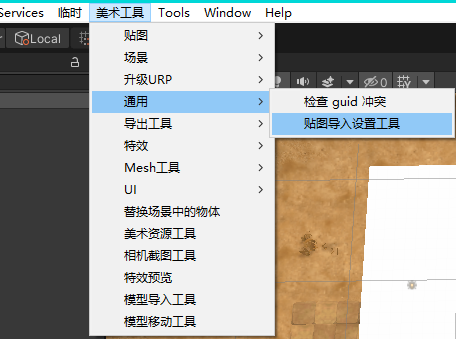 Services 临时 美术工具 Tools Window Help
Local
0
贴图
场景
升级URP
通用
检查 guid 冲突
导出工具
贴图导入设置工具
特效
Mesh工具
UI
替换场景中的物体
美术资源工具
相机截图工具
特效预览
模型导入工具
模型移动工具